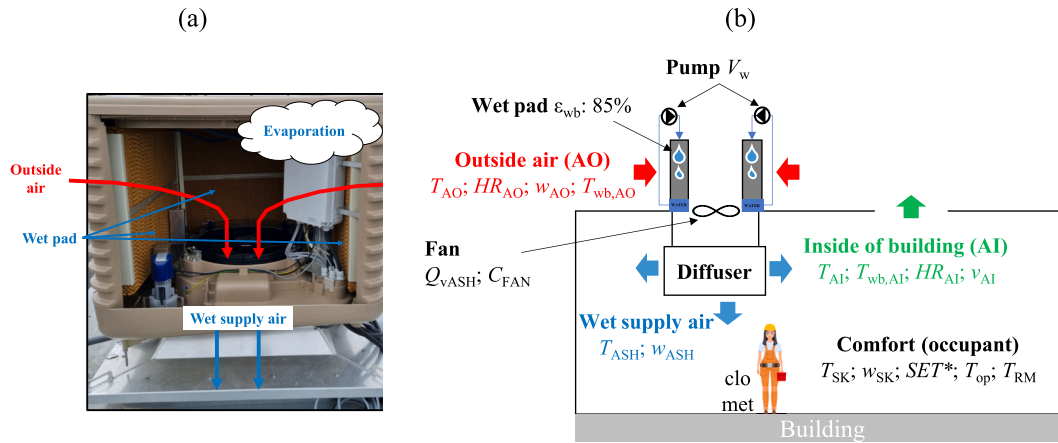 (a)
Evaporation
Outside
air
Wet pad
Wet supply air
(b)
Pump V_w
Wet pad ε_wb: 85%
Outside air (AO)
T_AO; HR_AO; w_AO; T_wb,AO
WATER
WATER
Fan
Q_vASH; C_FAN
Diffuser
Inside of building (AI)
T_AI; T_wb,AI; HR_AI; v_AI
Wet supply air
T_ASH; w_ASH
clo
met
Comfort (occupant)
T_SK; w_SK; SET*; T_op; T_RM
Building